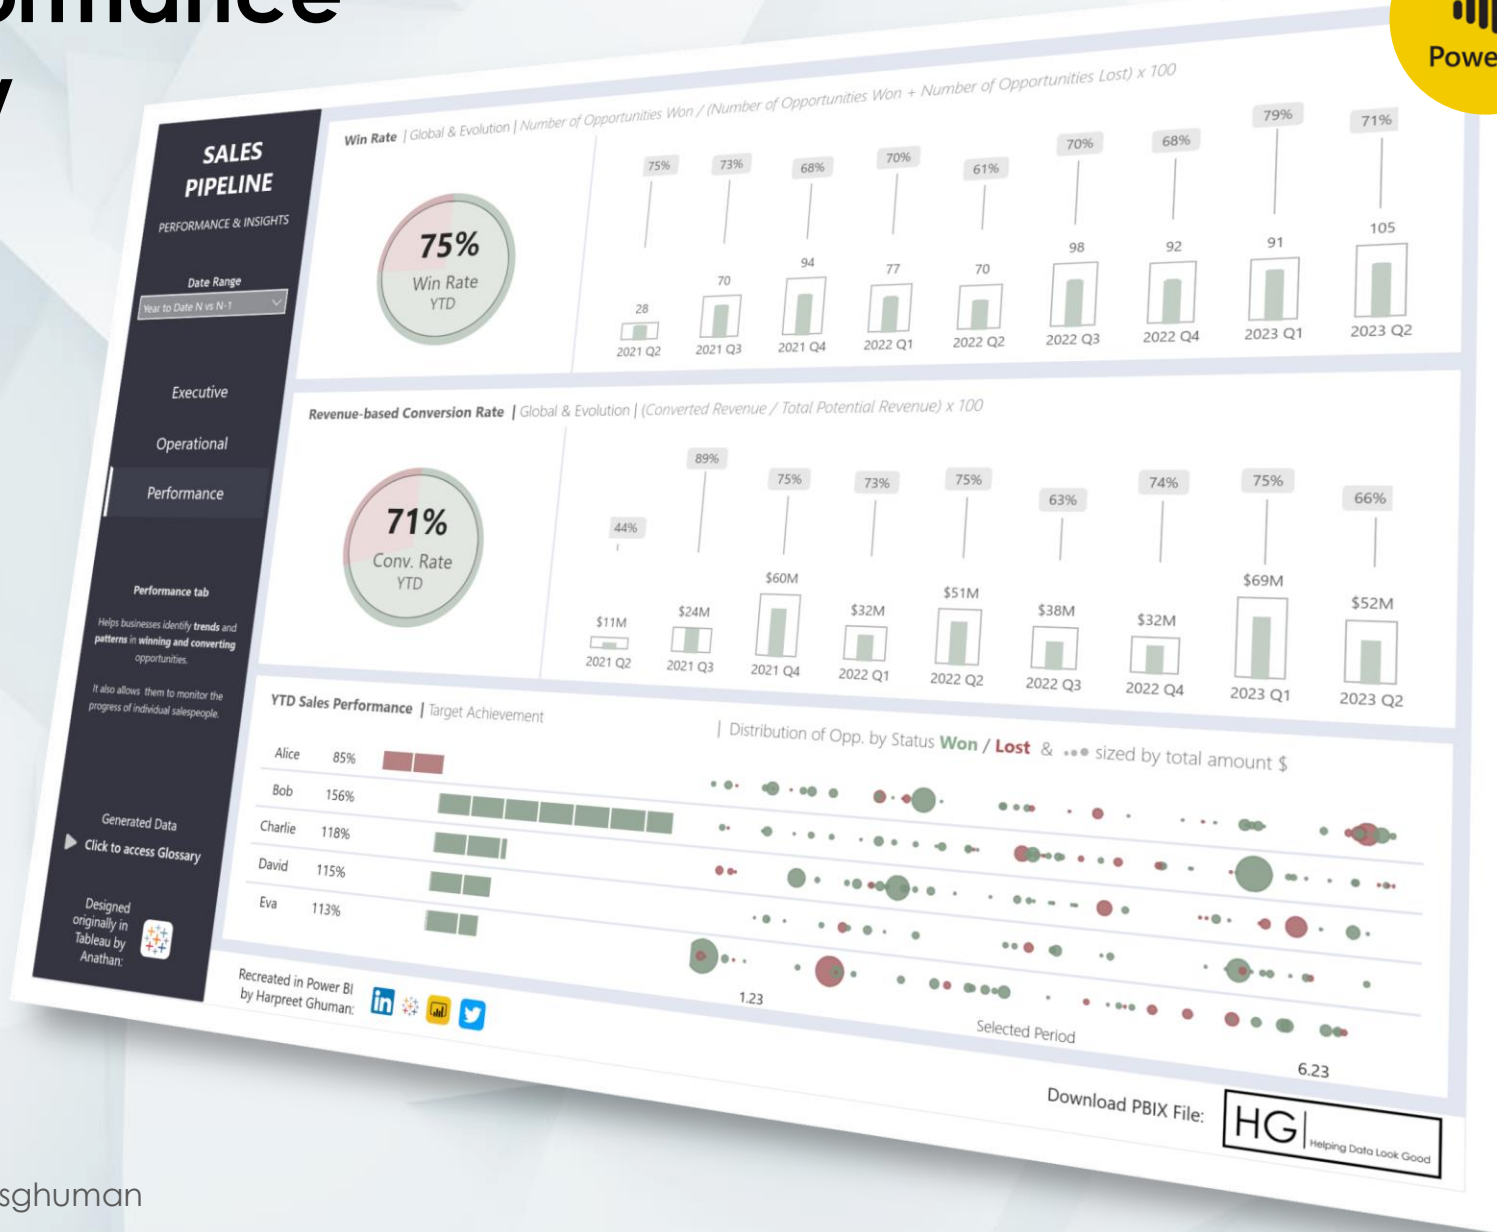 SALES
PIPELINE
PERFORMANCE & INSIGHTS
Date Range
Year to Date N vs N-1
Executive
Operational
Performance
Performance tab
Helps businesses identify trends and
patterns in winning and converting
opportunities.
It also allows them to monitor the
progress of individual salespeople.
Generated Data
Click to access Glossary
Designed
originally in
Tableau by
Anathan:
Win Rate | Global & Evolution | Number of Opportunities Won / (Number of Opportunities Won + Number of Opportunities Lost) x 100
75%
Win Rate
YTD
75% 73% 68% 70% 61% 70% 68% 79% 71%
28 70 94 77 70 98 92 91 105
2021 Q2 2021 Q3 2021 Q4 2022 Q1 2022 Q2 2022 Q3 2022 Q4 2023 Q1 2023 Q2
Revenue-based Conversion Rate | Global & Evolution | (Converted Revenue / Total Potential Revenue) x 100
71%
Conv. Rate
YTD
44% 89% 75% 73% 75% 63% 74% 75% 66%
$11M $24M $60M $32M $51M $38M $32M $69M $52M
2021 Q2 2021 Q3 2021 Q4 2022 Q1 2022 Q2 2022 Q3 2022 Q4 2023 Q1 2023 Q2
YTD Sales Performance | Target Achievement
| Distribution of Opp. by Status Won / Lost & sized by total amount $
Alice 85%
Bob 156%
Charlie 118%
David 115%
Eva 113%
1.23
Selected Period
6.23
Recreated in Power BI
by Harpreet Ghuman:
in
Download PBIX File:
HG| Helping Data Look Good
sghuman